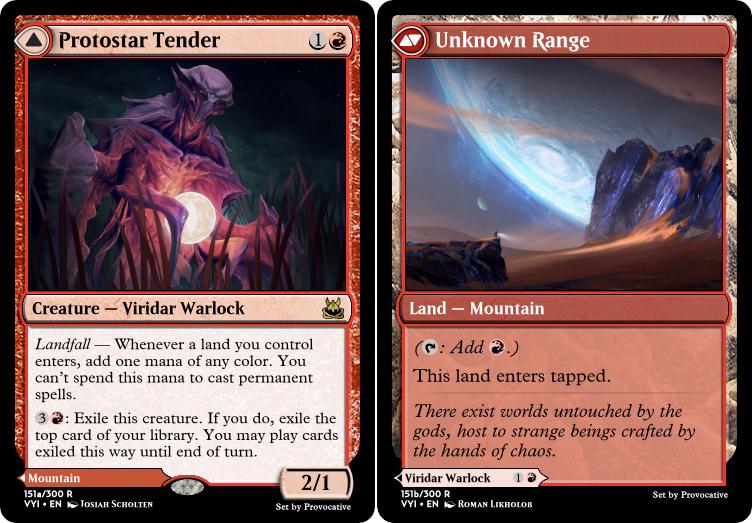 Protostar Tender 1
Creature — Viridar Warlock
Landfall — Whenever a land you control
enters, add one mana of any color. You
can't spend this mana to cast permanent
spells.
3 : Exile this creature. If you do, exile the
top card of your library. You may play cards
exiled this way until end of turn.
Mountain
2/1
151a/300 R
VYI • EN Josiah Scholten
Set by Provocative
Unknown Range
Land — Mountain
( : Add .)
This land enters tapped.
There exist worlds untouched by the
gods, host to strange beings crafted by
the hands of chaos.
Viridar Warlock 1
151b/300 R
VYI • EN Roman Likholob
Set by Provocative